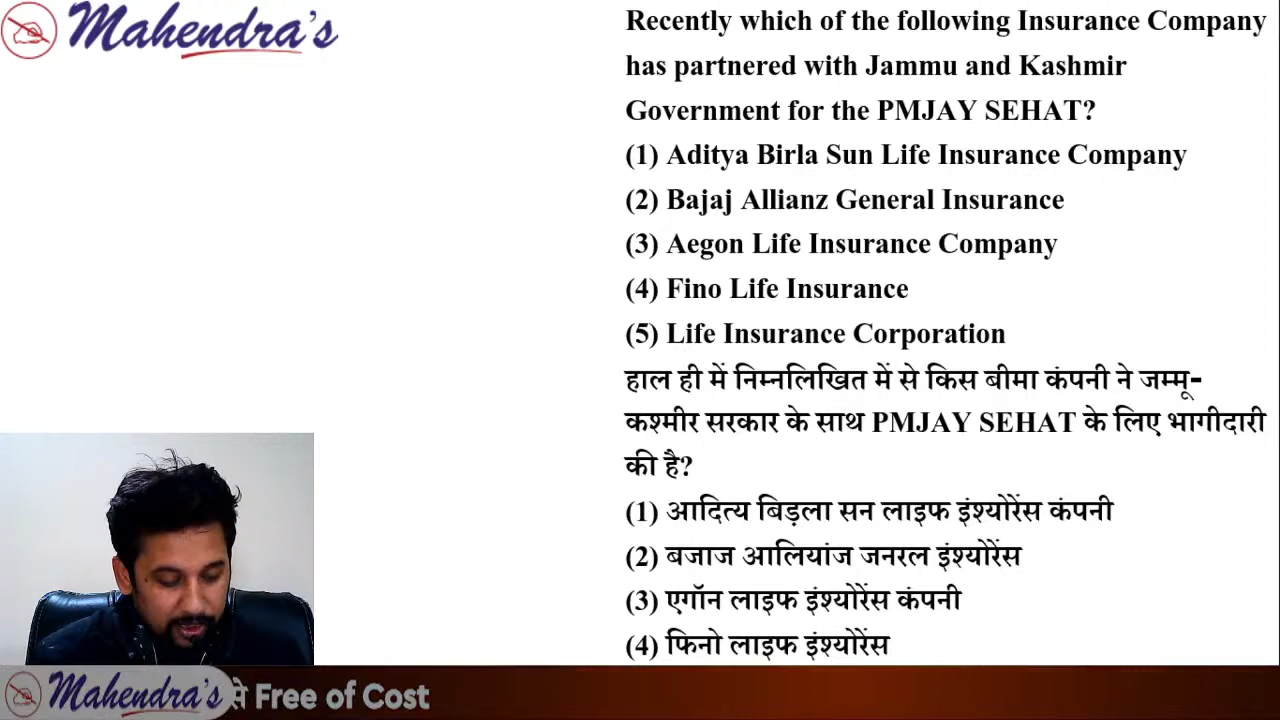 Mahendra's
Recently which of the following Insurance Company
has partnered with Jammu and Kashmir
Government for the PMJAY SEHAT?
(1) Aditya Birla Sun Life Insurance Company
(2) Bajaj Allianz General Insurance
(3) Aegon Life Insurance Company
(4) Fino Life Insurance
(5) Life Insurance Corporation
हाल ही में निम्नलिखित में से किस बीमा कंपनी ने जम्मू-
कश्मीर सरकार के साथ PMJAY SEHAT के लिए भागीदारी
की है?
(1) आदित्य बिड़ला सन लाइफ इंश्योरेंस कंपनी
(2) बजाज आलियांज जनरल इंश्योरेंस
(3) एगॉन लाइफ इंश्योरेंस कंपनी
(4) फिनो लाइफ इंश्योरेंस
Mahendra's से Free of Cost